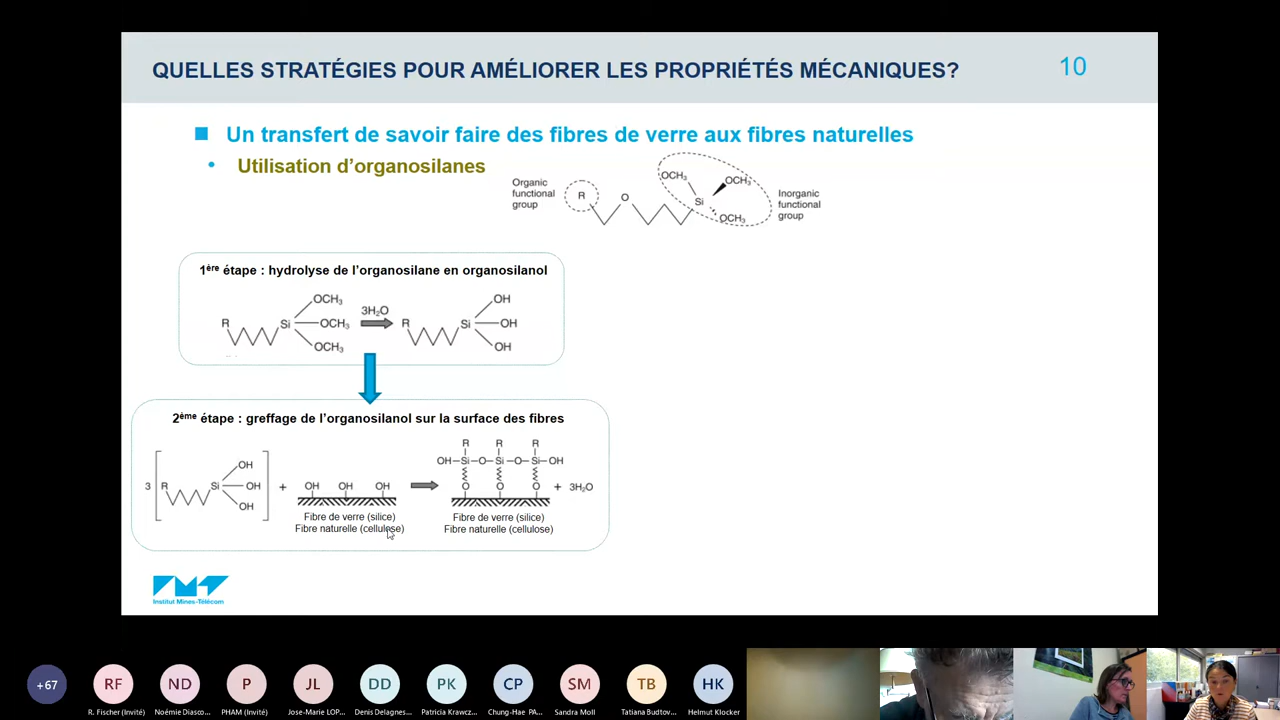 QUELLES STRATÉGIES POUR AMÉLIORER LES PROPRIÉTÉS MÉCANIQUES?
10
Un transfert de savoir faire des fibres de verre aux fibres naturelles
• Utilisation d'organosilanes
Organic
functional
group
R
O
OCH3
OCH3
Si
OCH3
Inorganic
functional
group
1ère étape : hydrolyse de l'organosilane en organosilanol
R
Si
OCH3
OCH3
OCH3
3H2O
R
Si
OH
OH
OH
2ème étape : greffage de l'organosilanol sur la surface des fibres
3
R
Si
OH
OH
OH
+
OH OH OH
Fibre de verre (silice)
Fibre naturelle (cellulose)
R R R
OH—Si—O—Si—O—Si—OH
O O O
+ 3H2O
Fibre de verre (silice)
Fibre naturelle (cellulose)
IMT
Institut Mines-Télécom
+67
RF
ND
P
JL
DD
PK
CP
SM
TB
HK
R. Fischer (Invité)
Noémie Diasco...
PHAM (Invité)
Jose-Marie LOP...
Denis Delagnes...
Patricia Krawcz...
Chung-Hae PA...
Sandra Moll
Tatiana Budtov...
Helmut Klocker